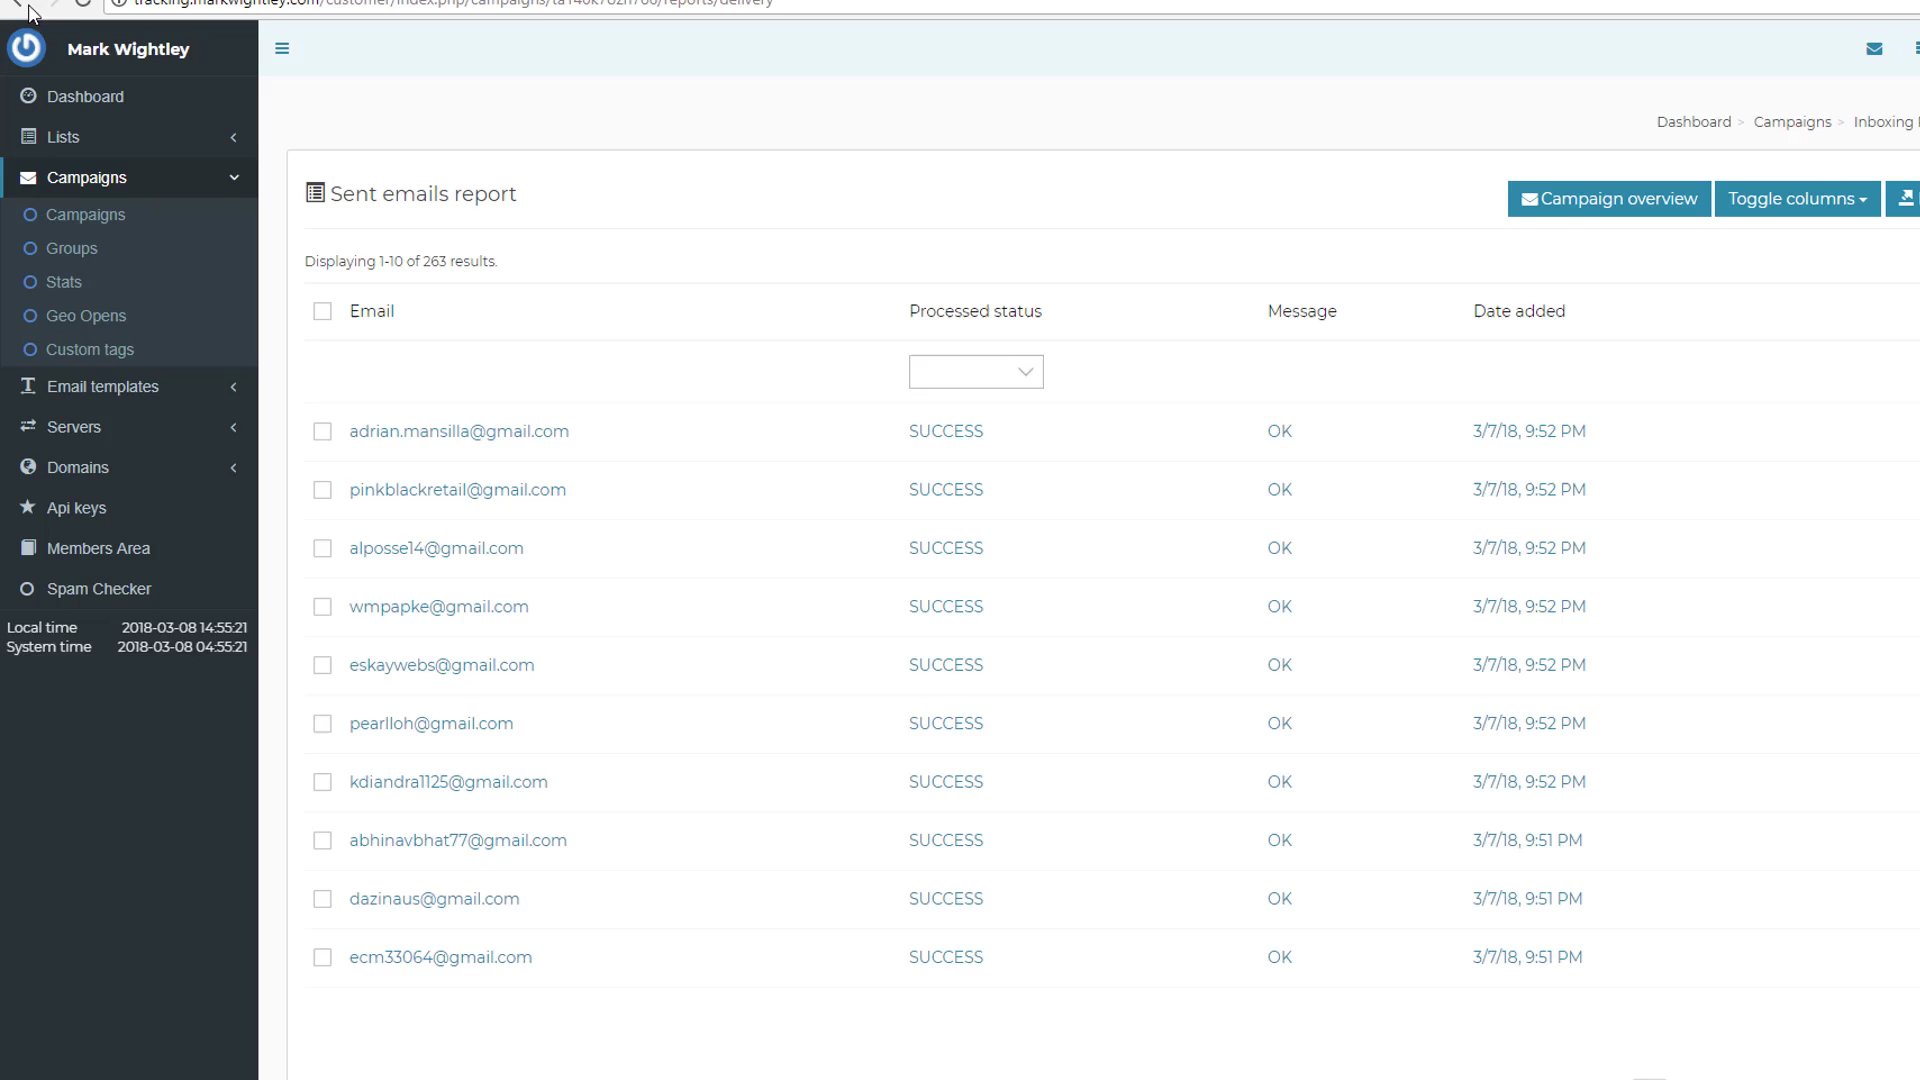 Mark Wightley
Dashboard
Lists
Campaigns
Campaigns
Groups
Stats
Geo Opens
Custom tags
Email templates
Servers
Domains
Api keys
Members Area
Spam Checker
Local time 2018-03-08 14:55:21
System time 2018-03-08 04:55:21
Dashboard > Campaigns > Inboxing
Sent emails report
Campaign overview
Toggle columns
Displaying 1-10 of 263 results.
Email Processed status Message Date added
adrian.mansilla@gmail.com SUCCESS OK 3/7/18, 9:52 PM
pinkblackretail@gmail.com SUCCESS OK 3/7/18, 9:52 PM
alposse14@gmail.com SUCCESS OK 3/7/18, 9:52 PM
wmpapke@gmail.com SUCCESS OK 3/7/18, 9:52 PM
eskaywebs@gmail.com SUCCESS OK 3/7/18, 9:52 PM
pearlloh@gmail.com SUCCESS OK 3/7/18, 9:52 PM
kdiandra1125@gmail.com SUCCESS OK 3/7/18, 9:52 PM
abhinavbhat77@gmail.com SUCCESS OK 3/7/18, 9:51 PM
dazinaus@gmail.com SUCCESS OK 3/7/18, 9:51 PM
ecm33064@gmail.com SUCCESS OK 3/7/18, 9:51 PM